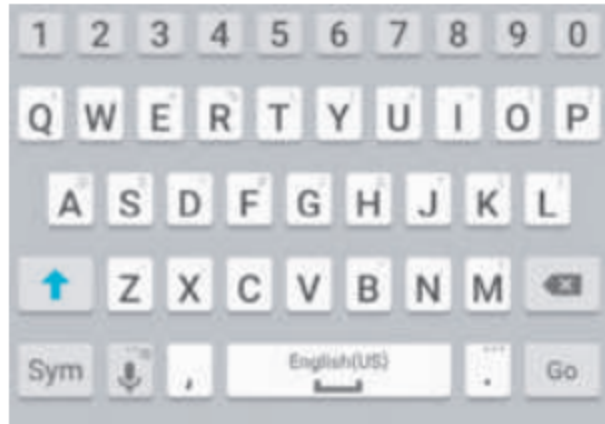 1 2 3 4 5 6 7 8 9 0
Q W E R T Y U I O P
A S D F G H J K L
Z X C V B N M
Sym , English(US) . Go